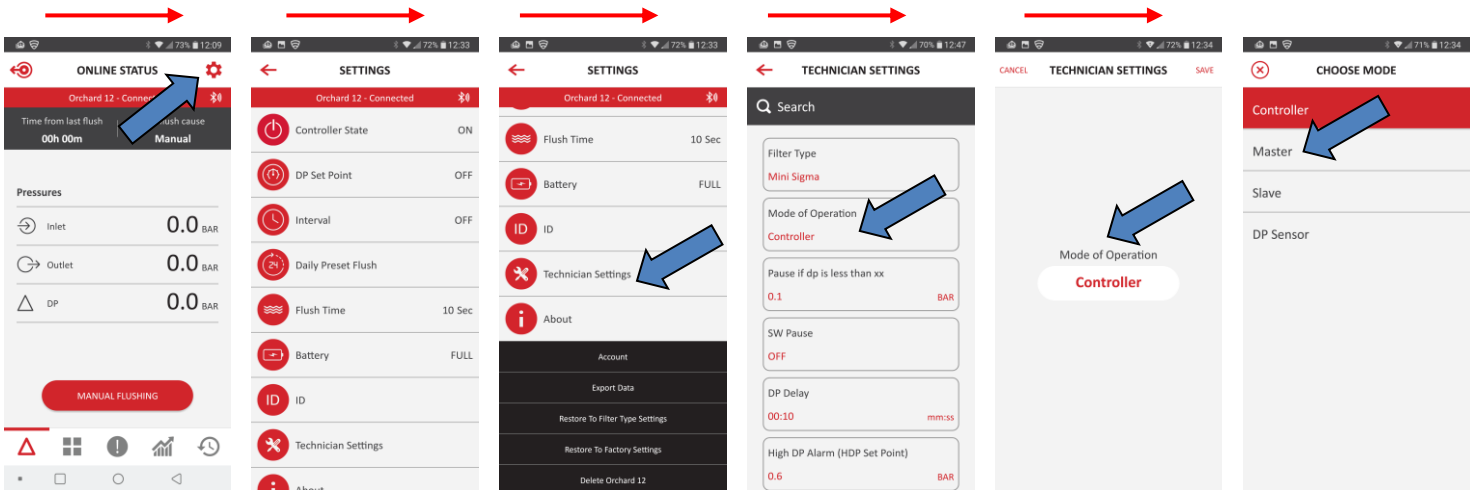 73% 12:09
ONLINE STATUS
Orchard 12 - Connec
Time from last flush
ush cause
00h 00m
Manual
Pressures
Inlet
0.0 BAR
Outlet
0.0 BAR
DP
0.0 BAR
MANUAL FLUSHING
72% 12:33
SETTINGS
Orchard 12 - Connected
Controller State
ON
DP Set Point
OFF
Interval
OFF
24
Daily Preset Flush
Flush Time
10 Sec
Battery
FULL
ID
ID
Technician Settings
About
72% 12:33
SETTINGS
Orchard 12 - Connected
Flush Time
10 Sec
Battery
FULL
ID
ID
Technician Settings
About
Account
Export Data
Restore To Filter Type Settings
Restore To Factory Settings
Delete Orchard 12
70% 12:47
TECHNICIAN SETTINGS
Search
Filter Type
Mini Sigma
Mode of Operation
Controller
Pause if dp is less than xx
0.1
BAR
SW Pause
OFF
DP Delay
00:10
mm:ss
High DP Alarm (HDP Set Point)
0.6
BAR
72% 12:34
CANCEL
TECHNICIAN SETTINGS
SAVE
Mode of Operation
Controller
71% 12:34
CHOOSE MODE
Controller
Master
Slave
DP Sensor